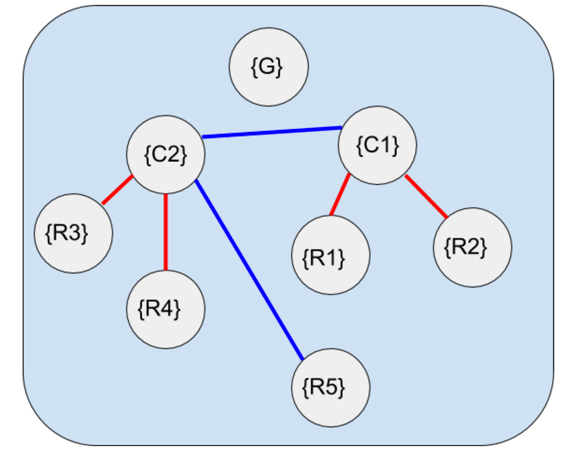 {G}
{C2}
{C1}
{R3}
{R1}
{R2}
{R4}
{R5}